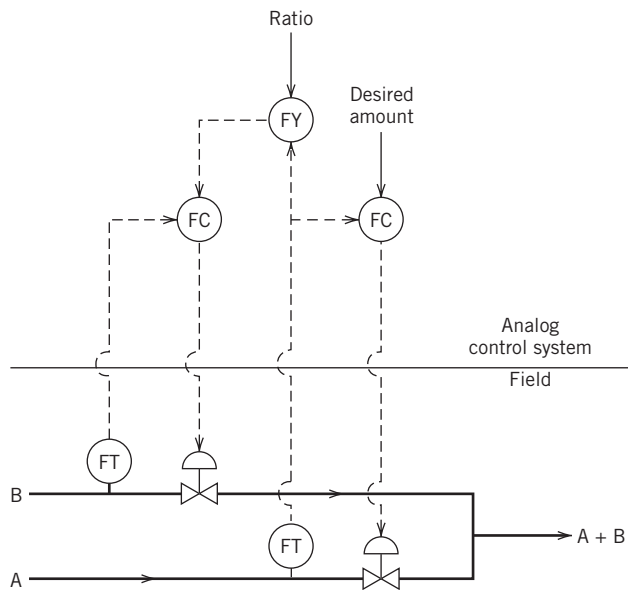 Ratio
Desired
amount
FY
FC
FC
Analog
control system
Field
FT
B
FT
A + B
A